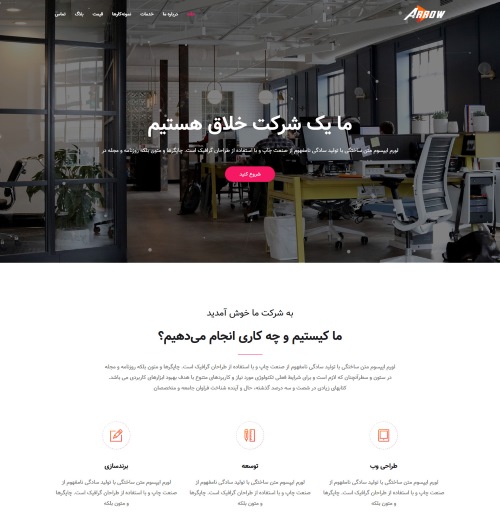 ARROW
خانه
درباره ما
خدمات
نمونه‌کارها
قیمت
بلاگ
تماس
ما یک شرکت خلاق هستیم
لورم ایپسوم متن ساختگی با تولید سادگی نامفهوم از صنعت چاپ و با استفاده از طراحان گرافیک است. چاپگرها و متون بلکه روزنامه و مجله در
شروع کنید
به شرکت ما خوش آمدید
ما کیستیم و چه کاری انجام می‌دهیم؟
لورم ایپسوم متن ساختگی با تولید سادگی نامفهوم از صنعت چاپ و با استفاده از طراحان گرافیک است. چاپگرها و متون بلکه روزنامه و مجله
در ستون و سطرآنچنان که لازم است و برای شرایط فعلی تکنولوژی مورد نیاز و کاربردهای متنوع با هدف بهبود ابزارهای کاربردی می باشد.
کتابهای زیادی در شصت و سه درصد گذشته، حال و آینده شناخت فراوان جامعه و متخصصان
طراحی وب
لورم ایپسوم متن ساختگی با تولید سادگی نامفهوم از
صنعت چاپ و با استفاده از طراحان گرافیک است. چاپگرها
و متون بلکه
توسعه
لورم ایپسوم متن ساختگی با تولید سادگی نامفهوم از
صنعت چاپ و با استفاده از طراحان گرافیک است. چاپگرها
و متون بلکه
برندسازی
لورم ایپسوم متن ساختگی با تولید سادگی نامفهوم از
صنعت چاپ و با استفاده از طراحان گرافیک است. چاپگرها
و متون بلکه